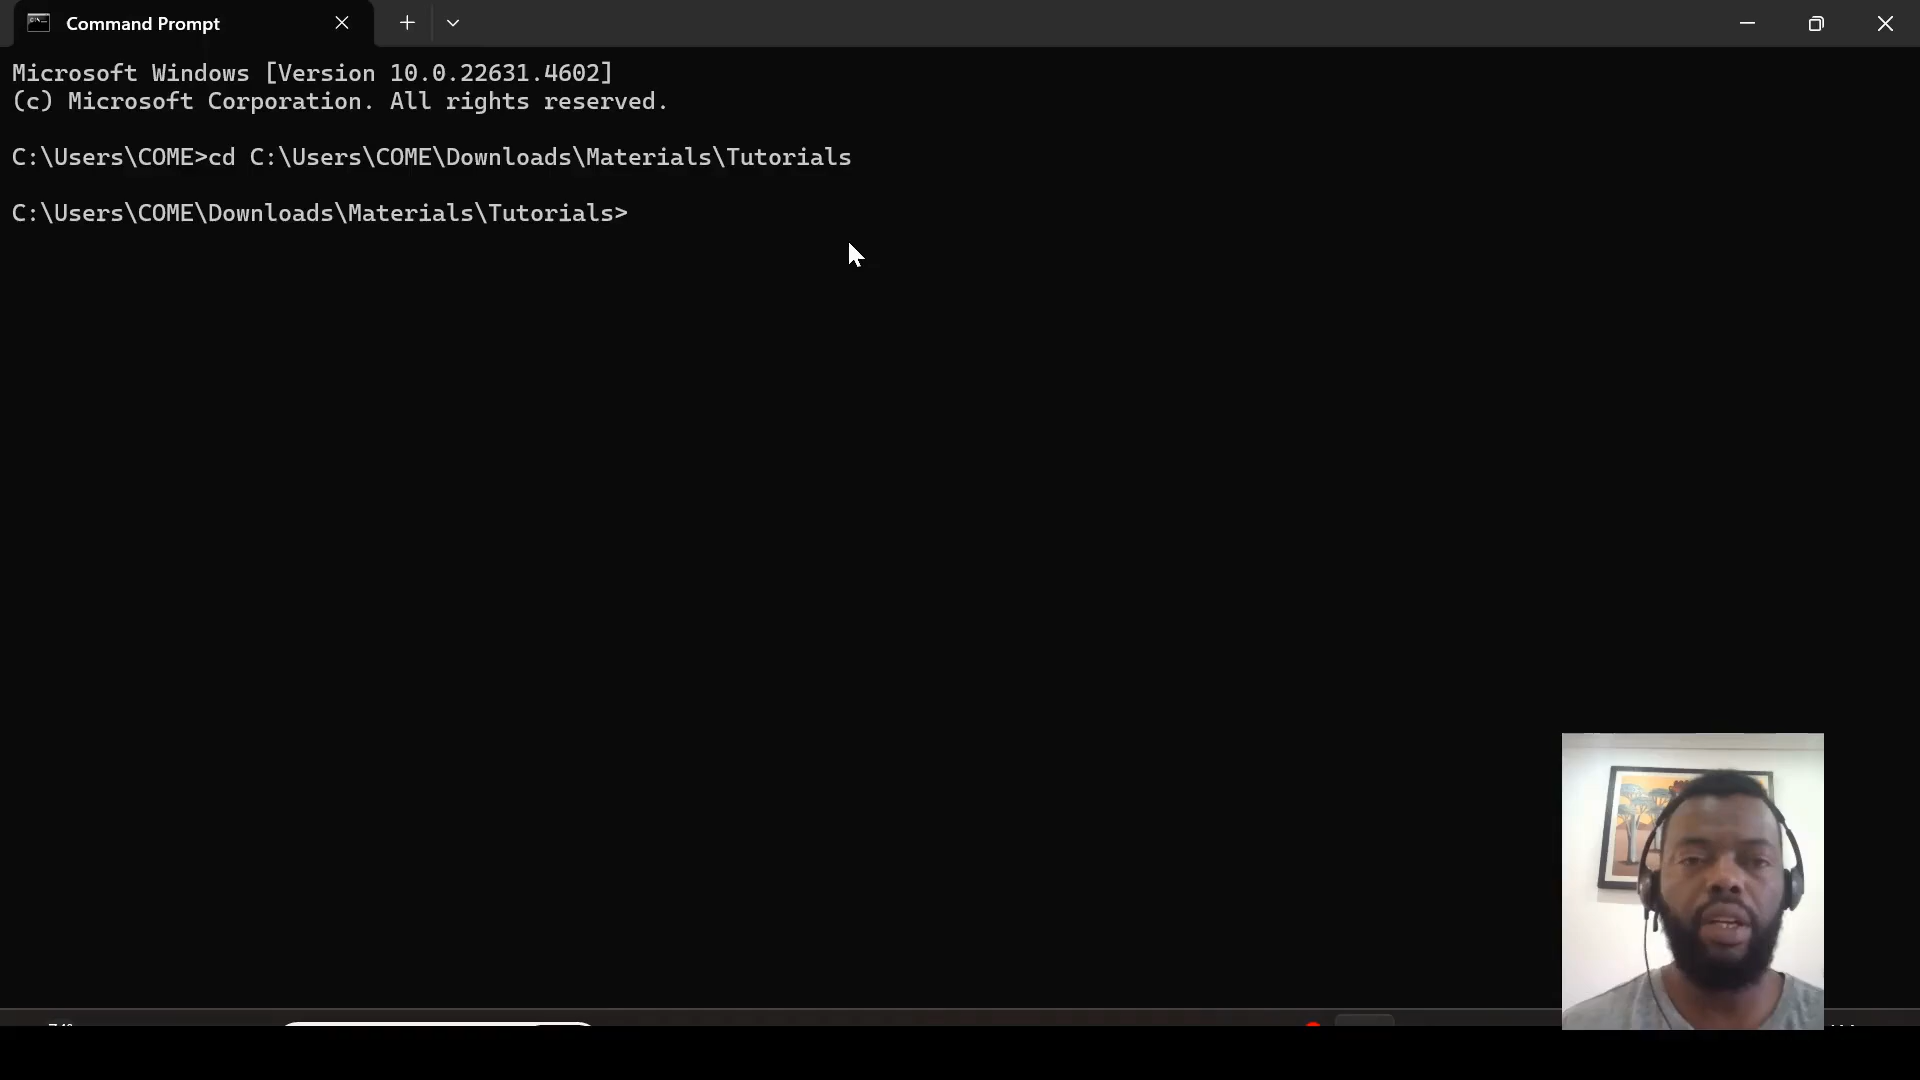 Command Prompt
Microsoft Windows [Version 10.0.22631.4602]
(c) Microsoft Corporation. All rights reserved.
C:\Users\COME>cd C:\Users\COME\Downloads\Materials\Tutorials
C:\Users\COME\Downloads\Materials\Tutorials>